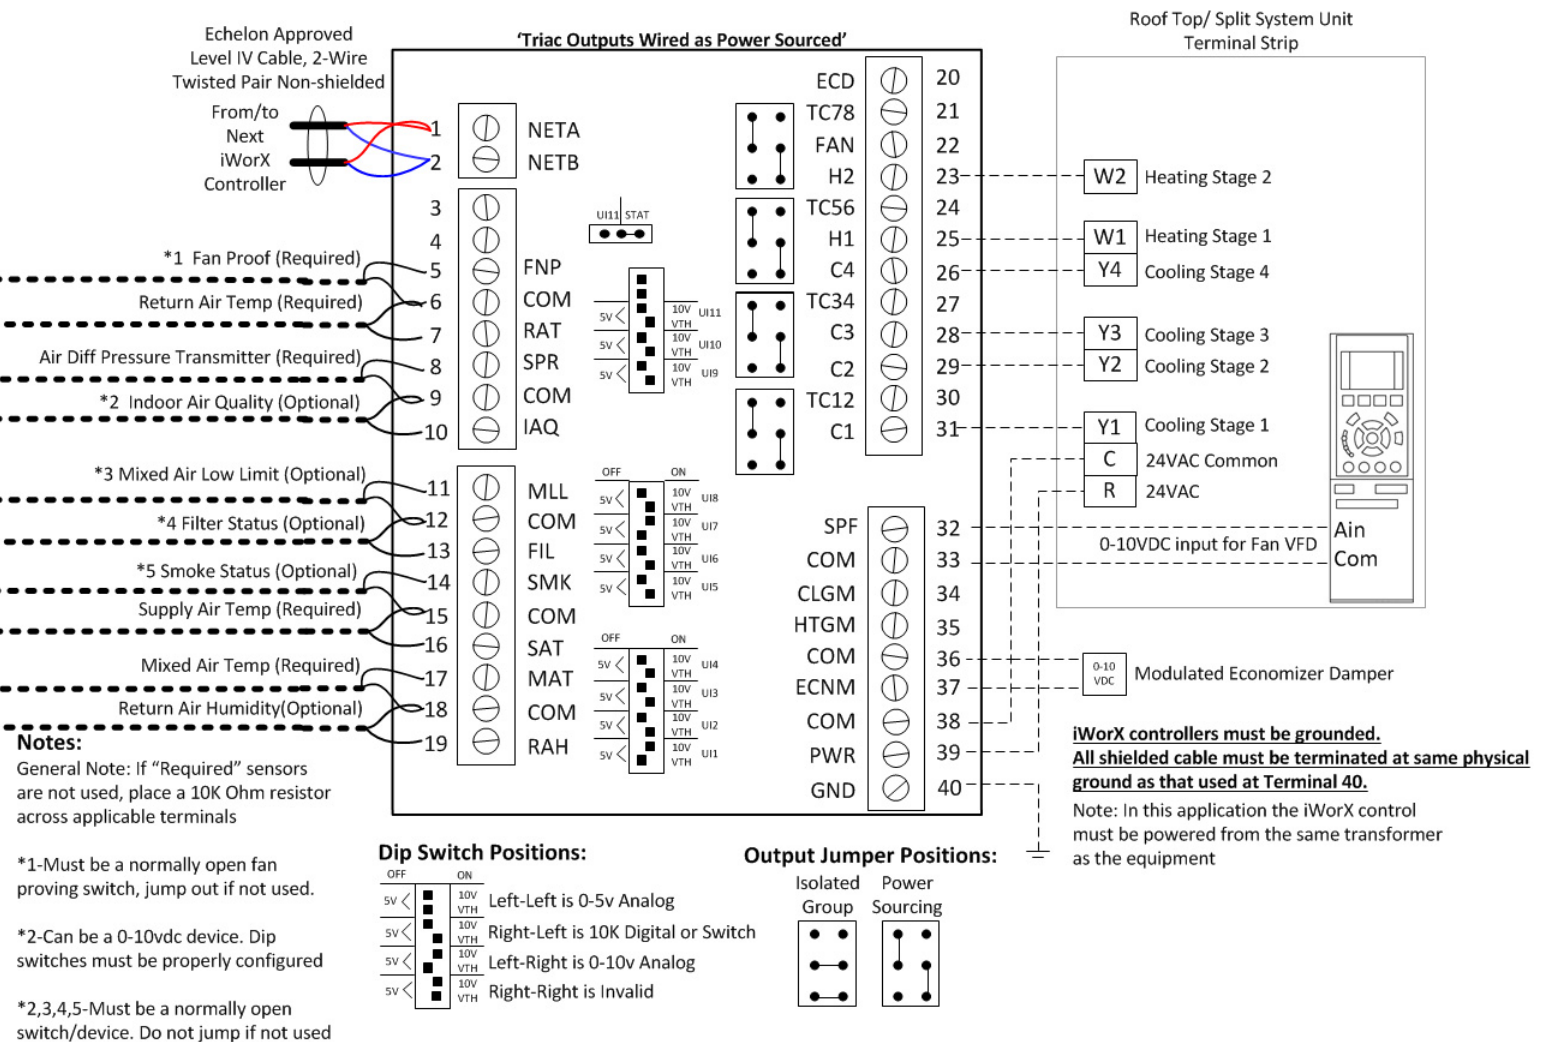 Echelon Approved
Level IV Cable, 2-Wire
Twisted Pair Non-shielded
From/to
Next
iWorX
Controller
'Triac Outputs Wired as Power Sourced'
Roof Top/ Split System Unit
Terminal Strip
1 NETA
2 NETB
3
4
*1 Fan Proof (Required)
5 FNP
6 COM
Return Air Temp (Required)
7 RAT
Air Diff Pressure Transmitter (Required)
8 SPR
9 COM
*2 Indoor Air Quality (Optional)
10 IAQ
*3 Mixed Air Low Limit (Optional)
11 MLL
12 COM
*4 Filter Status (Optional)
13 FIL
*5 Smoke Status (Optional)
14 SMK
15 COM
Supply Air Temp (Required)
16 SAT
Mixed Air Temp (Required)
17 MAT
18 COM
Return Air Humidity(Optional)
19 RAH
UI11 STAT
5V 10V UI11
VTH
5V 10V UI10
VTH
5V 10V UI9
VTH
OFF ON
5V 10V UI8
VTH
5V 10V UI7
VTH
5V 10V UI6
VTH
5V 10V UI5
VTH
OFF ON
5V 10V UI4
VTH
5V 10V UI3
VTH
5V 10V UI2
VTH
5V 10V UI1
VTH
ECD 20
TC78 21
FAN 22
H2 23
TC56 24
H1 25
C4 26
TC34 27
C3 28
C2 29
TC12 30
C1 31
SPF 32
COM 33
CLGM 34
HTGM 35
COM 36
ECNM 37
COM 38
PWR 39
GND 40
W2 Heating Stage 2
W1 Heating Stage 1
Y4 Cooling Stage 4
Y3 Cooling Stage 3
Y2 Cooling Stage 2
Y1 Cooling Stage 1
C 24VAC Common
R 24VAC
0-10VDC input for Fan VFD
Ain
Com
0-10
VDC
Modulated Economizer Damper
iWorX controllers must be grounded.
All shielded cable must be terminated at same physical
ground as that used at Terminal 40.
Note: In this application the iWorX control
must be powered from the same transformer
as the equipment
Notes:
General Note: If “Required” sensors
are not used, place a 10K Ohm resistor
across applicable terminals
*1-Must be a normally open fan
proving switch, jump out if not used.
*2-Can be a 0-10vdc device. Dip
switches must be properly configured
*2,3,4,5-Must be a normally open
switch/device. Do not jump if not used
Dip Switch Positions:
OFF ON
5V 10V
VTH
Left-Left is 0-5v Analog
5V 10V
VTH
Right-Left is 10K Digital or Switch
5V 10V
VTH
Left-Right is 0-10v Analog
5V 10V
VTH
Right-Right is Invalid
Output Jumper Positions:
Isolated
Group
Power
Sourcing